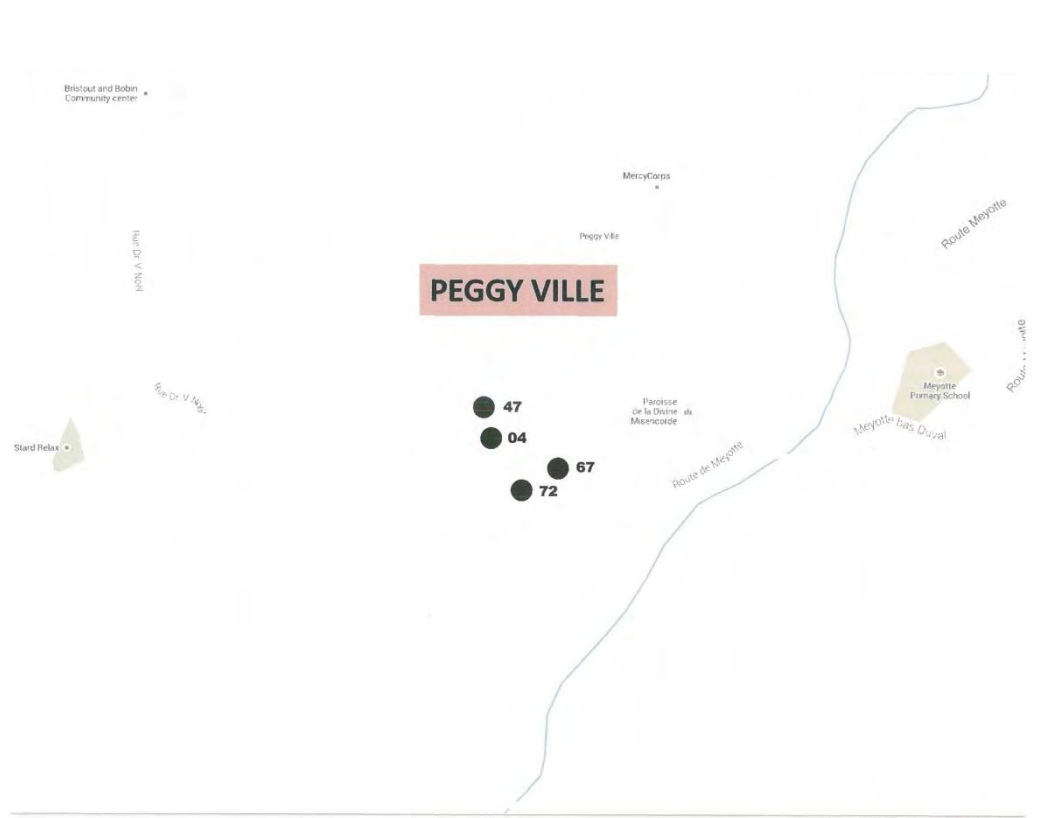 Bristout and Bobin
Community center
MercyCorps
Route Meyotte
Peggy Ville
Rue Dr. V. Noël
PEGGY VILLE
Meyotte
Primary School
Rue Dr. V. Noël
47
Paroisse
de la Divine
Misericorde
04
Meyotte bas Duval
Stard Relax
67
Route de Meyotte
72